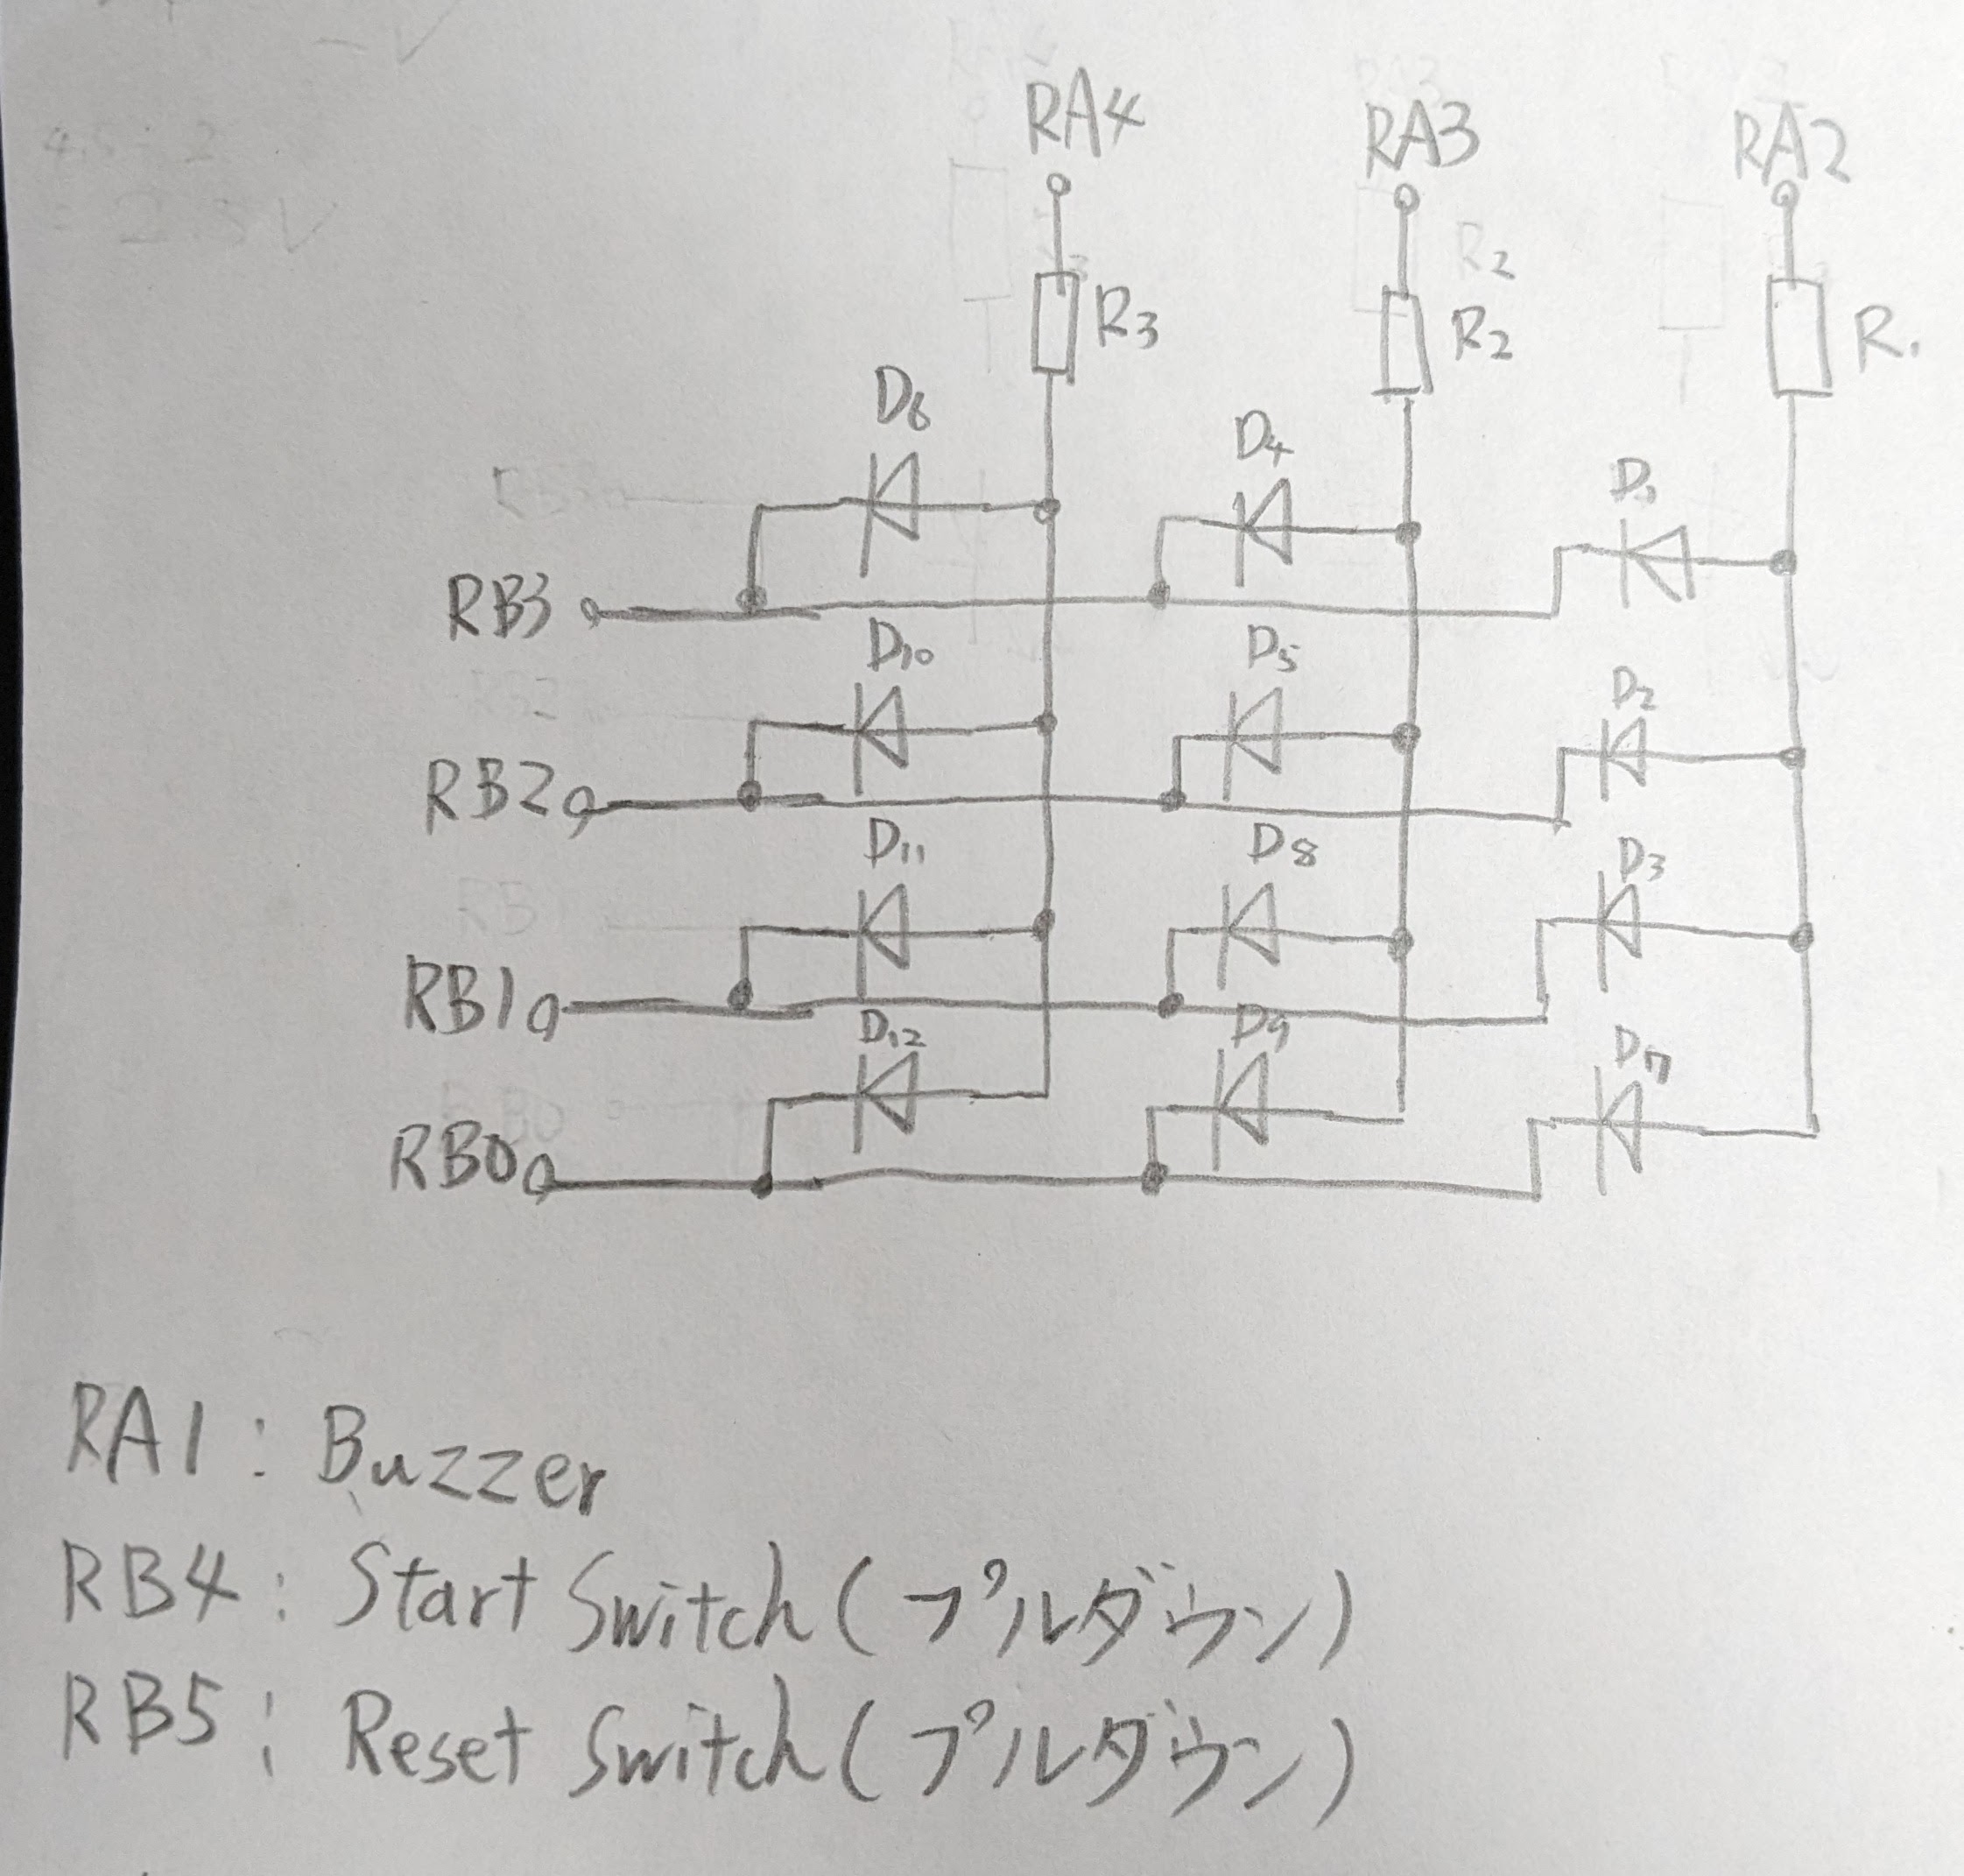 RA4 RA3 RA2
R3 R2 R1
D6 D4 D1
RB3
D10 D5 D2
RB2
D11 D8 D3
RB1
D12 D9 D7
RB0
RA1 : Buzzer
RB4 : Start Switch (プルダウン)
RB5 : Reset Switch (プルダウン)